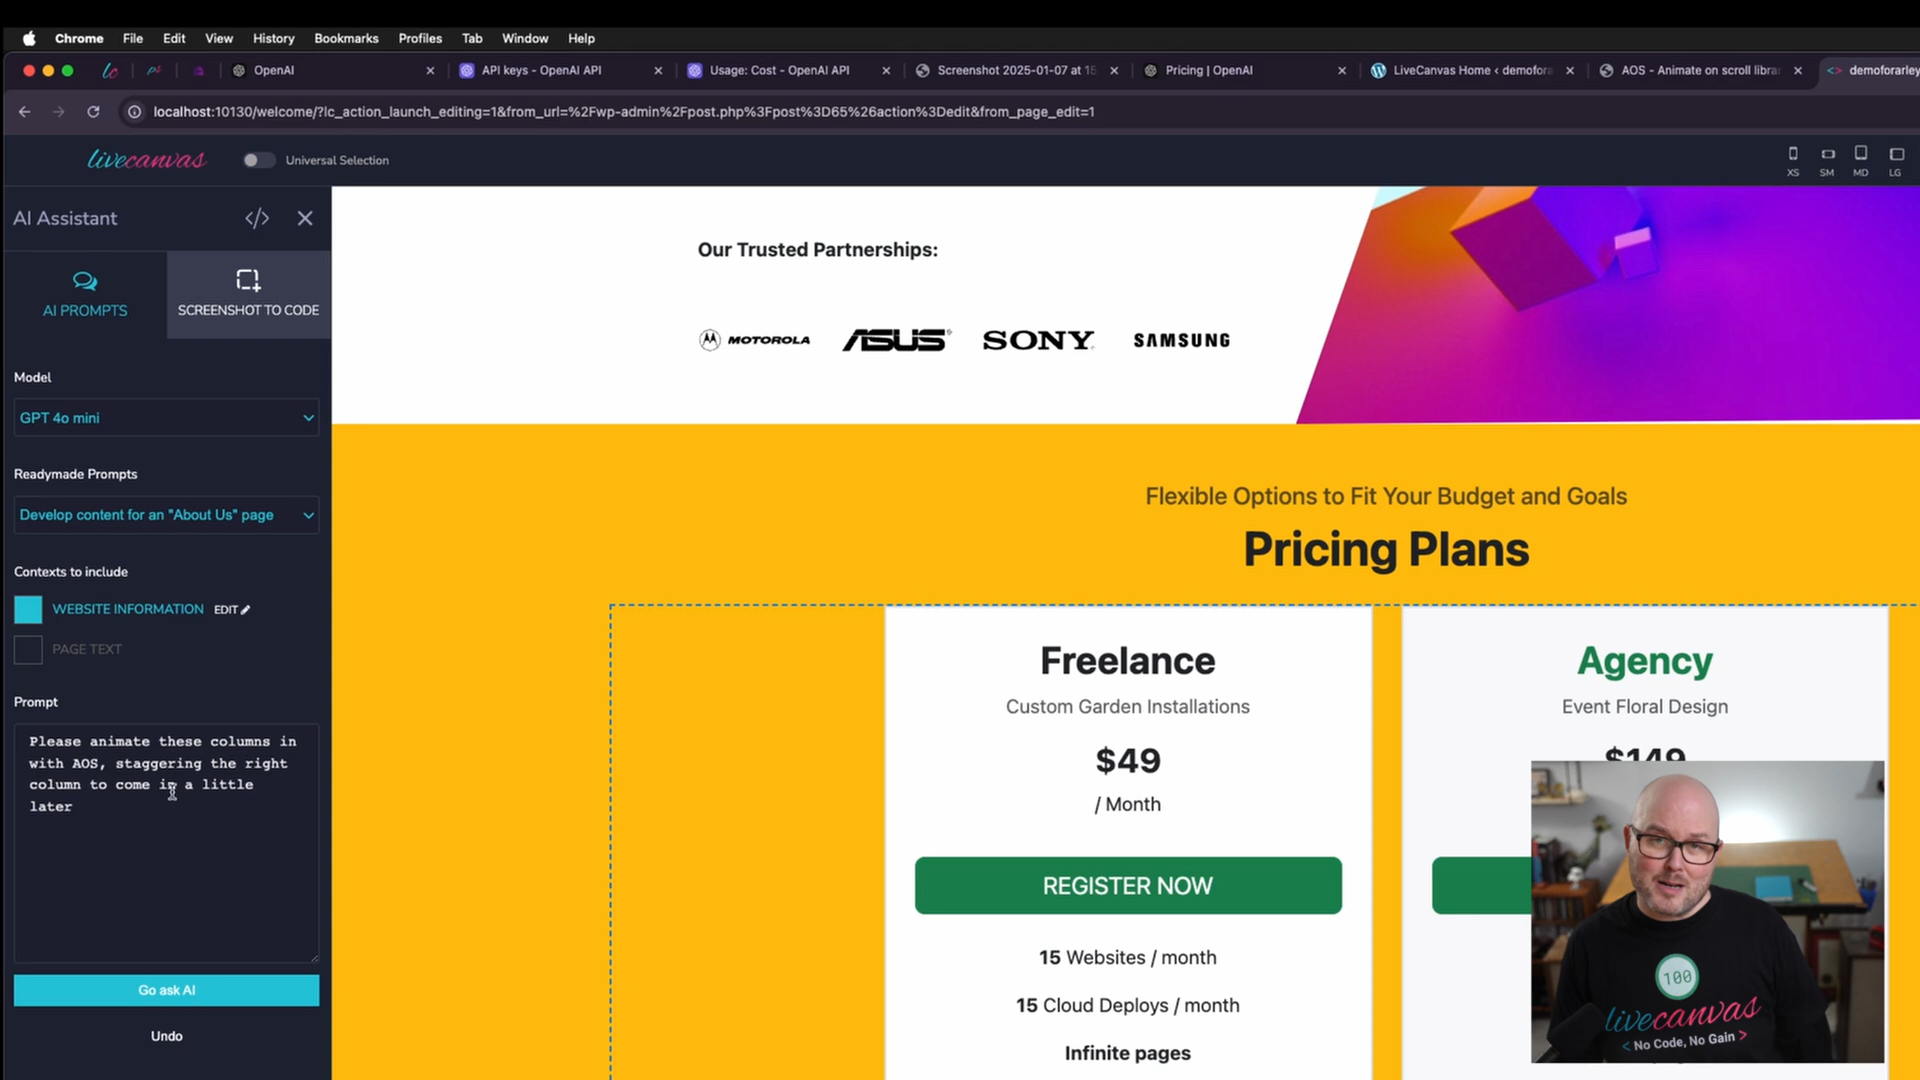 Chrome File Edit View History Bookmarks Profiles Tab Window Help
lc OpenAI API keys - OpenAI API Usage: Cost - OpenAI API Screenshot 2025-01-07 at 15 Pricing | OpenAI LiveCanvas Home ‹ demofora AOS - Animate on scroll librar <> demoforarley
localhost:10130/welcome/?lc_action_launch_editing=1&from_url=%2Fwp-admin%2Fpost.php%3Fpost%3D65%26action%3Dedit&from_page_edit=1
livecanvas Universal Selection
XS SM MD LG
AI Assistant </>
AI PROMPTS
SCREENSHOT TO CODE
Model
GPT 4o mini
Readymade Prompts
Develop content for an "About Us" page
Contexts to include
WEBSITE INFORMATION EDIT
PAGE TEXT
Prompt
Please animate these columns in
with AOS, staggering the right
column to come in a little
later
Go ask AI
Undo
Our Trusted Partnerships:
MOTOROLA ASUS SONY SAMSUNG
Flexible Options to Fit Your Budget and Goals
Pricing Plans
Freelance
Custom Garden Installations
$49
/ Month
REGISTER NOW
15 Websites / month
15 Cloud Deploys / month
Infinite pages
Agency
Event Floral Design
$149
100
livecanvas
< No Code, No Gain >